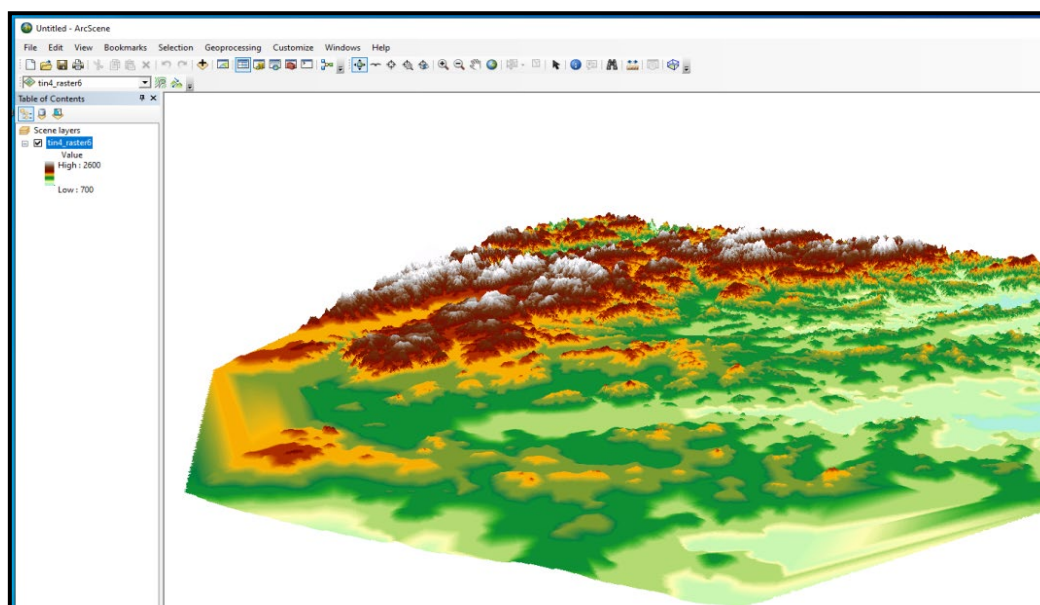 Untitled - ArcScene
File Edit View Bookmarks Selection Geoprocessing Customize Windows Help
tin4_raster6
Table of Contents
Scene layers
tin4_raster6
Value
High : 2600
Low : 700